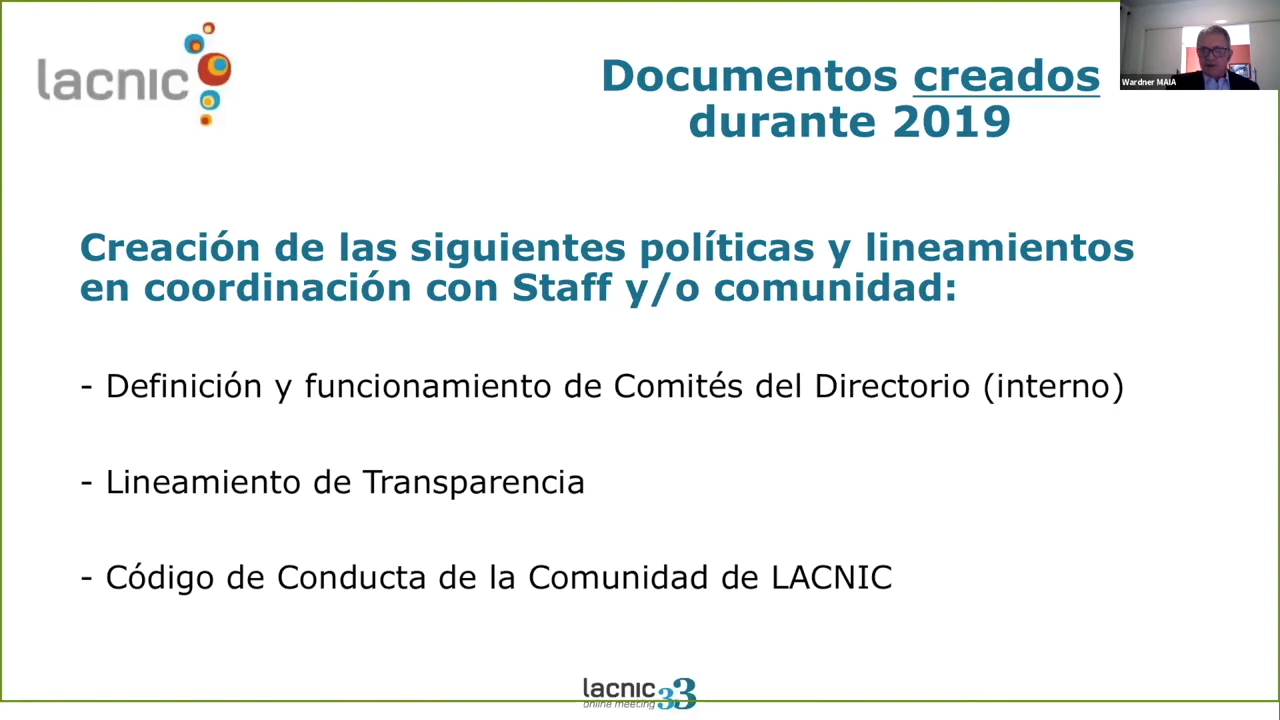 lacnic
Documentos creados
durante 2019
Wardner MAIA
Creación de las siguientes políticas y lineamientos
en coordinación con Staff y/o comunidad:
- Definición y funcionamiento de Comités del Directorio (interno)
- Lineamiento de Transparencia
- Código de Conducta de la Comunidad de LACNIC
lacnic 33
online meeting